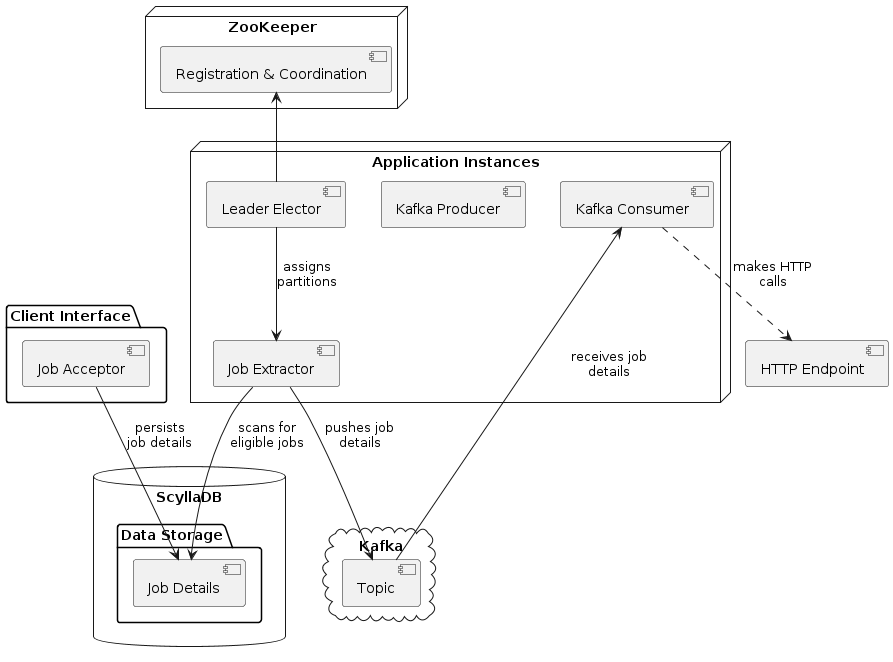 ZooKeeper
Registration & Coordination
Application Instances
Leader Elector
Kafka Producer
Kafka Consumer
assigns
partitions
makes HTTP
calls
Client Interface
Job Acceptor
Job Extractor
receives job
details
HTTP Endpoint
persists
job details
scans for
eligible jobs
pushes job
details
ScyllaDB
Data Storage
Job Details
Kafka
Topic